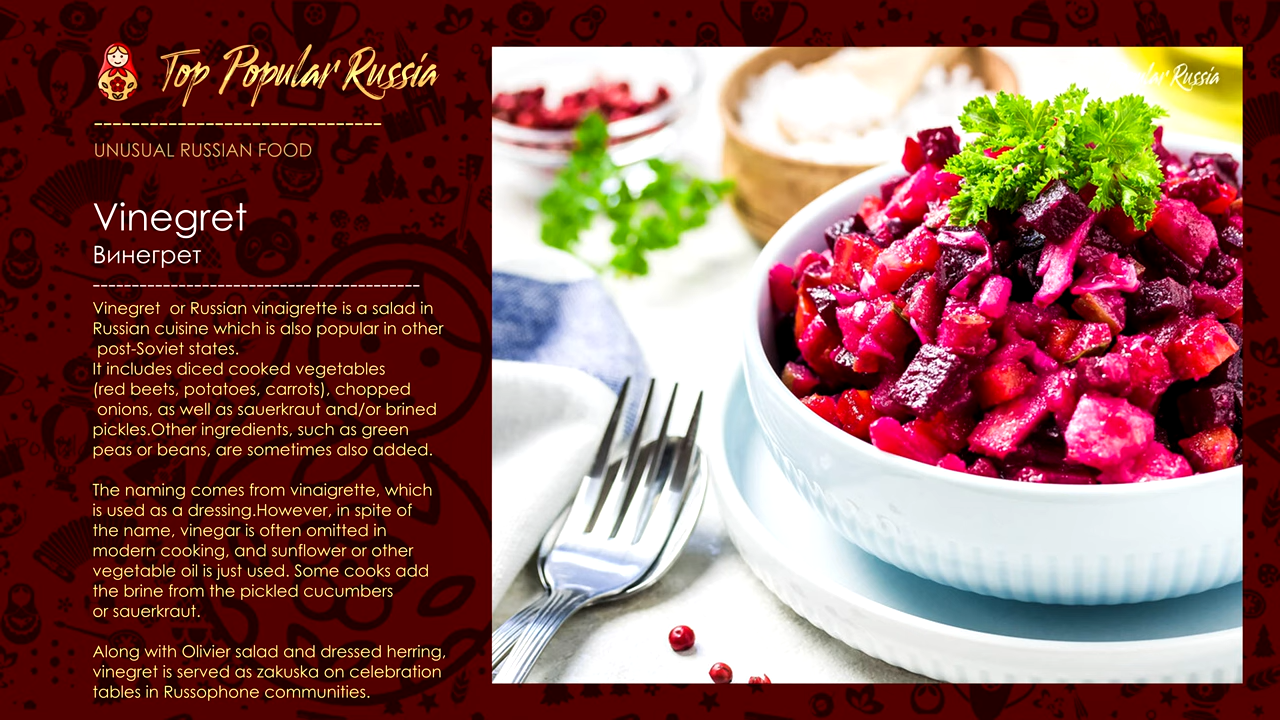 Top Popular Russia
UNUSUAL RUSSIAN FOOD
Vinegret
Винегрет
Vinegret  or Russian vinaigrette is a salad in
Russian cuisine which is also popular in other
post-Soviet states.
It includes diced cooked vegetables
(red beets, potatoes, carrots), chopped
onions, as well as sauerkraut and/or brined
pickles.Other ingredients, such as green
peas or beans, are sometimes also added.
The naming comes from vinaigrette, which
is used as a dressing.However, in spite of
the name, vinegar is often omitted in
modern cooking, and sunflower or other
vegetable oil is just used. Some cooks add
the brine from the pickled cucumbers
or sauerkraut.
Along with Olivier salad and dressed herring,
vinegret is served as zakuska on celebration
tables in Russophone communities.
Russia